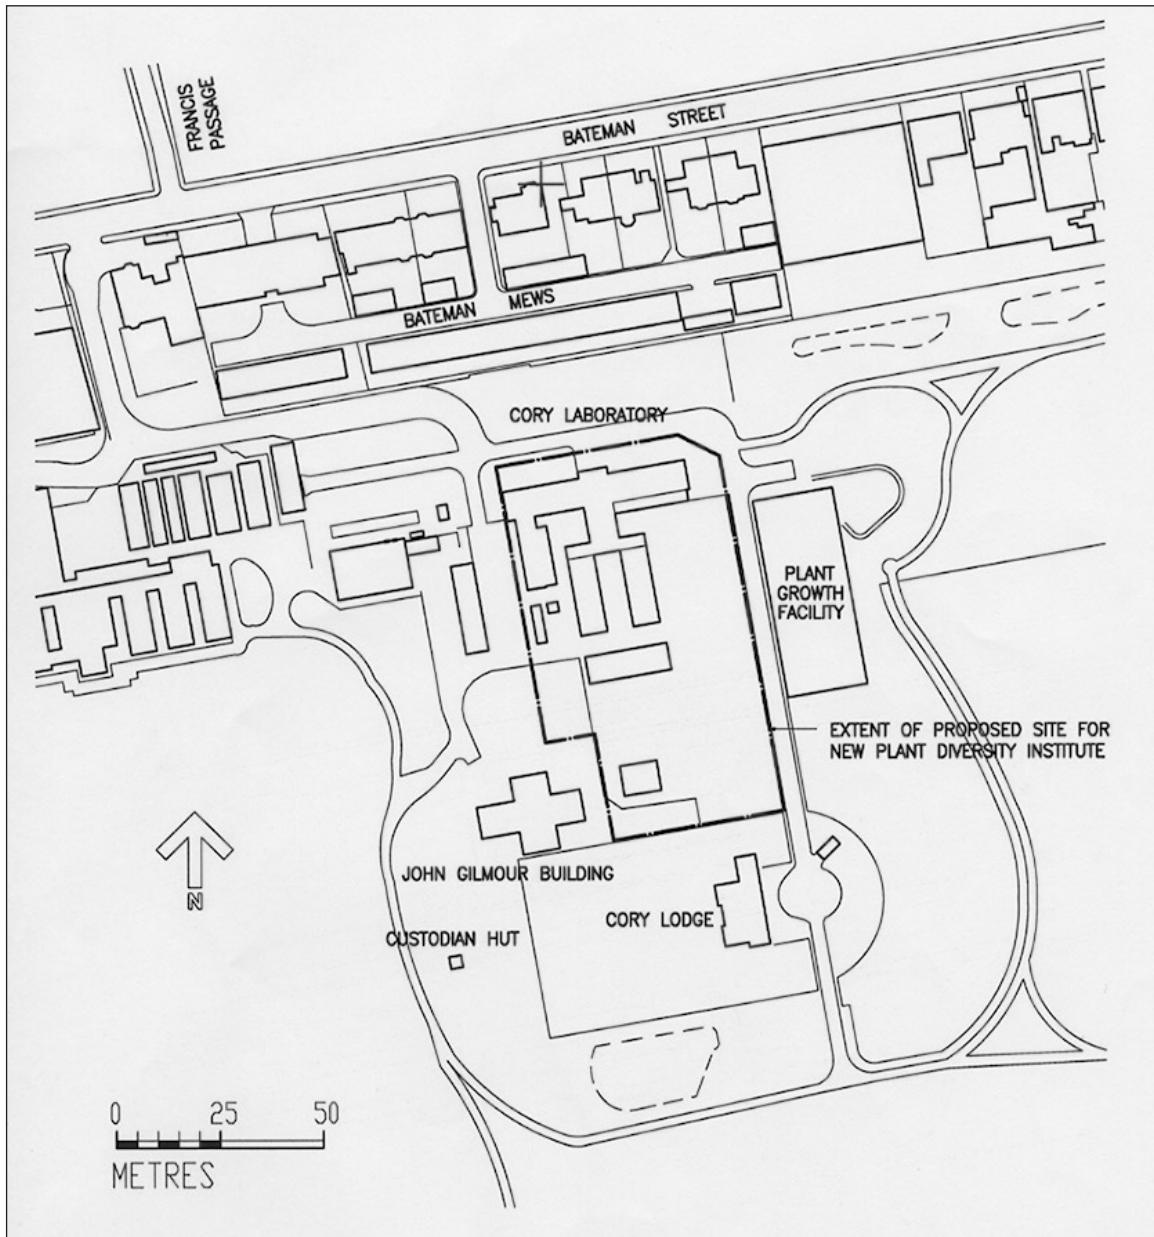 FRANCIS
PASSAGE
BATEMAN STREET
BATEMAN MEWS
CORY LABORATORY
PLANT
GROWTH
FACILITY
EXTENT OF PROPOSED SITE FOR
NEW PLANT DIVERSITY INSTITUTE
JOHN GILMOUR BUILDING
CORY LODGE
CUSTODIAN HUT
N
0 25 50
METRES